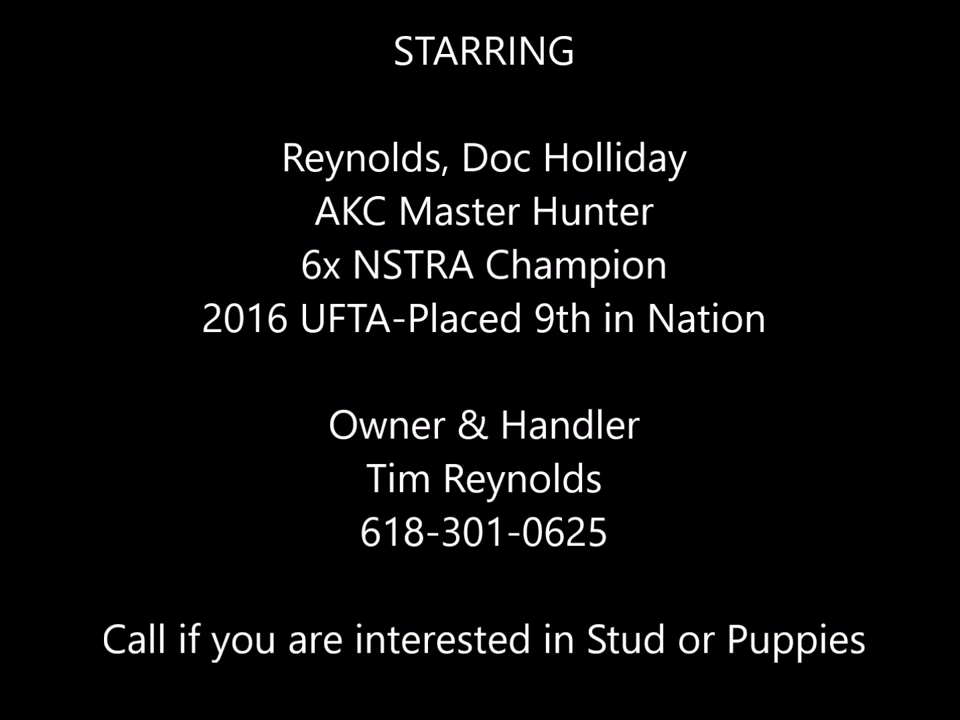 STARRING
Reynolds, Doc Holliday
AKC Master Hunter
6x NSTRA Champion
2016 UFTA-Placed 9th in Nation
Owner & Handler
Tim Reynolds
618-301-0625
Call if you are interested in Stud or Puppies